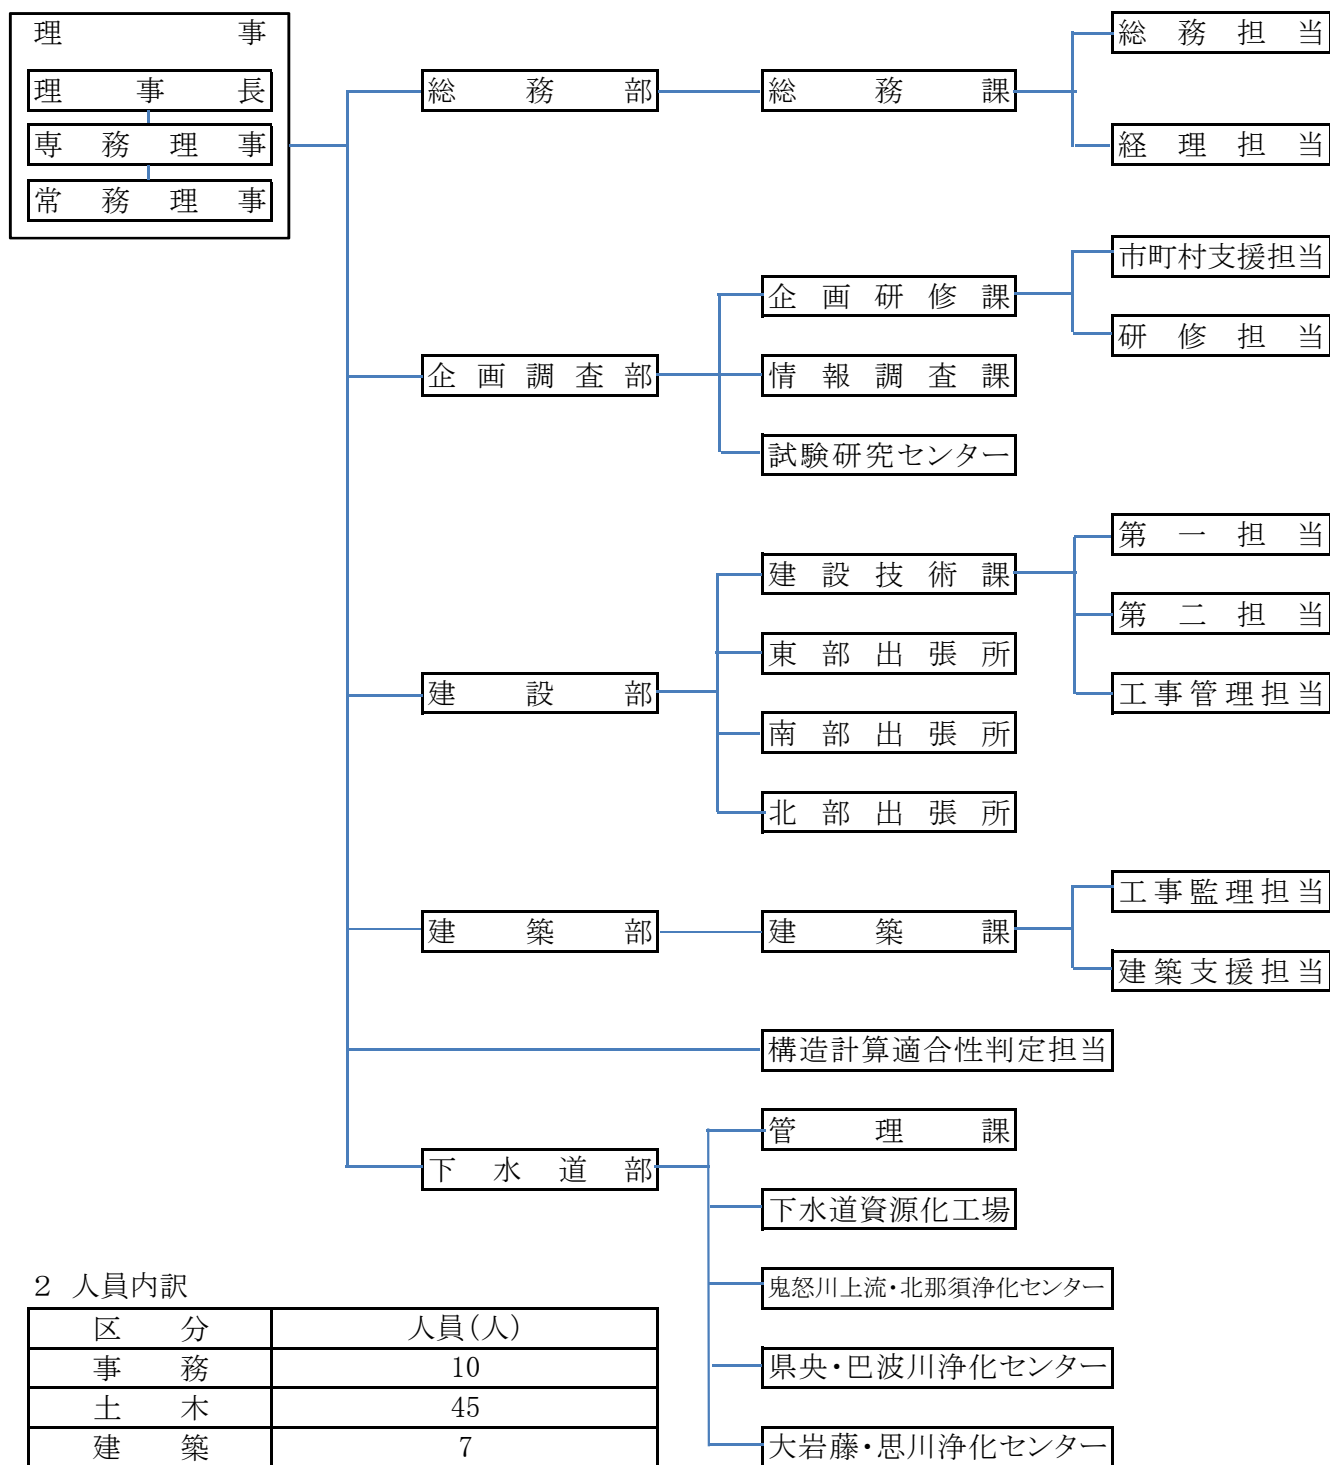 理事
理事長
専務理事
常務理事
総務部
総務課
総務担当
経理担当
企画調査部
企画研修課
市町村支援担当
研修担当
情報調査課
試験研究センター
建設部
建設技術課
第一担当
第二担当
工事管理担当
東部出張所
南部出張所
北部出張所
建築部
建築課
工事監理担当
建築支援担当
構造計算適合性判定担当
下水道部
管理課
下水道資源化工場
鬼怒川上流・北那須浄化センター
県央・巴波川浄化センター
大岩藤・思川浄化センター
2 人員内訳
区分 人員(人)
事務 10
土木 45
建築 7